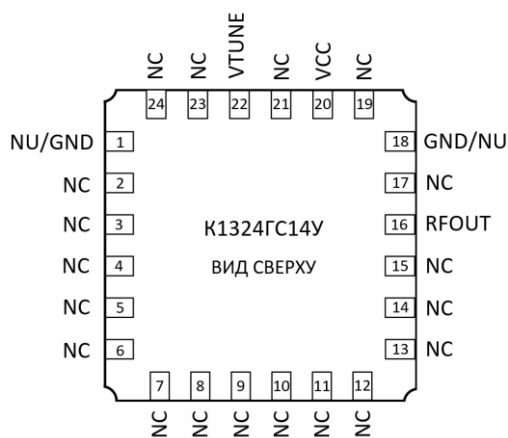 NC NC VTUNE NC VCC NC
24 23 22 21 20 19
NU/GND 1 18 GND/NU
NC 2 17 NC
NC 3 16 RFOUT
К1324ГС14У
NC 4 15 NC
ВИД СВЕРХУ
NC 5 14 NC
NC 6 13 NC
7 8 9 10 11 12
NC NC NC NC NC NC